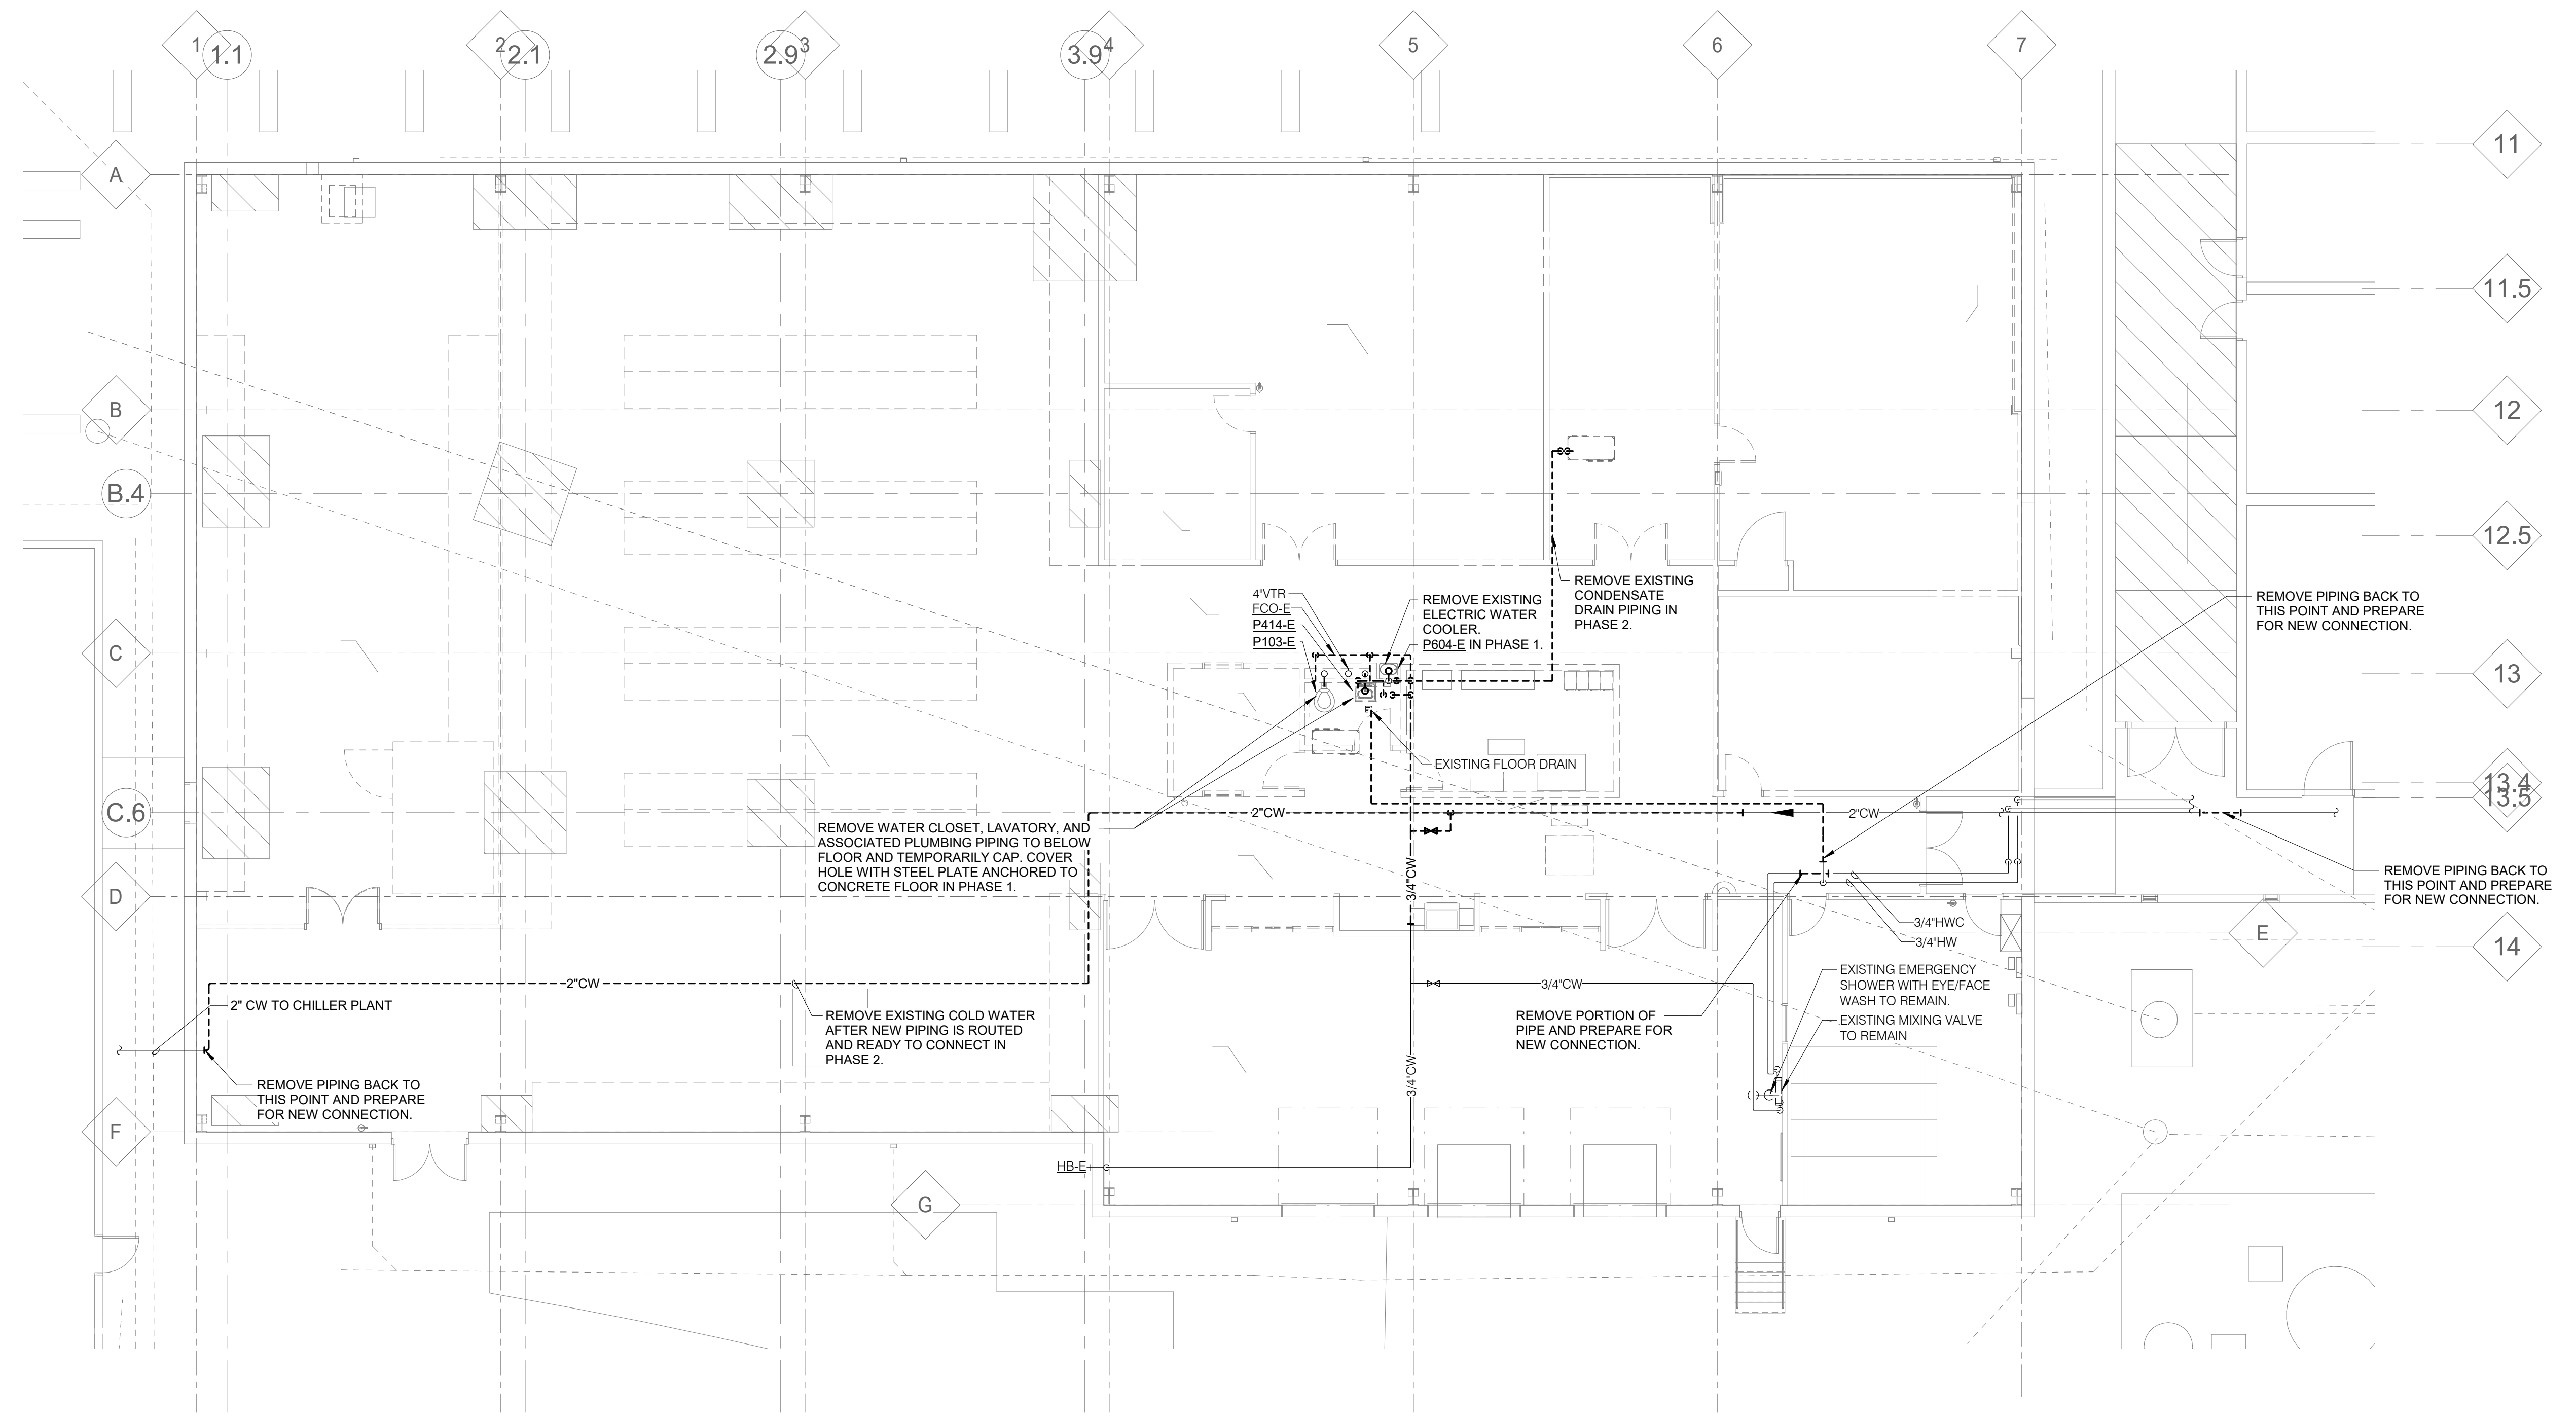 1
1.1
2
2.1
2.9
3
3.9
4
5
6
7
A
B
B.4
C
C.6
D
F
G
E
11
11.5
12
12.5
13
13.4
13.5
14
4"VTR
FCO-E
P414-E
P103-E
REMOVE EXISTING
ELECTRIC WATER
COOLER.
P604-E IN PHASE 1.
REMOVE EXISTING
CONDENSATE
DRAIN PIPING IN
PHASE 2.
REMOVE PIPING BACK TO
THIS POINT AND PREPARE
FOR NEW CONNECTION.
EXISTING FLOOR DRAIN
2"CW
2"CW
REMOVE WATER CLOSET, LAVATORY, AND
ASSOCIATED PLUMBING PIPING TO BELOW
FLOOR AND TEMPORARILY CAP. COVER
HOLE WITH STEEL PLATE ANCHORED TO
CONCRETE FLOOR IN PHASE 1.
3/4"CW
REMOVE PIPING BACK TO
THIS POINT AND PREPARE
FOR NEW CONNECTION.
3/4"HWC
3/4"HW
2"CW
3/4"CW
2" CW TO CHILLER PLANT
REMOVE EXISTING COLD WATER
AFTER NEW PIPING IS ROUTED
AND READY TO CONNECT IN
PHASE 2.
REMOVE PORTION OF
PIPE AND PREPARE FOR
NEW CONNECTION.
EXISTING EMERGENCY
SHOWER WITH EYE/FACE
WASH TO REMAIN.
EXISTING MIXING VALVE
TO REMAIN
3/4"CW
REMOVE PIPING BACK TO
THIS POINT AND PREPARE
FOR NEW CONNECTION.
HB-E